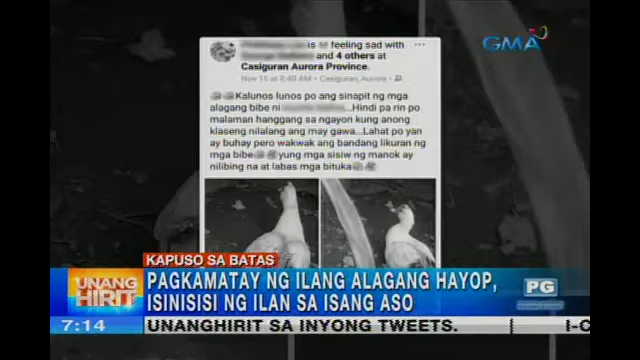 is feeling sad with
and 4 others at
Casiguran Aurora Province.
Nov 16 at 8:40 AM · Casiguran, Aurora
GMA
Kalunos lunos po ang sinapit ng mga
alagang bibe ni ...Hindi pa rin po
malaman hanggang sa ngayon kung anong
klaseng nilalang ang may gawa...Lahat po yan
ay buhay pero wakwak ang bandang likuran ng
mga bibe yung mga sisiw ng manok ay
nilibing na at labas mga bituka
KAPUSO SA BATAS
UNANG HIRIT
PAGKAMATAY NG ILANG ALAGANG HAYOP,
ISINISISI NG ILAN SA ISANG ASO
PG
7:14
UNANGHIRIT SA INYONG TWEETS.
I-C